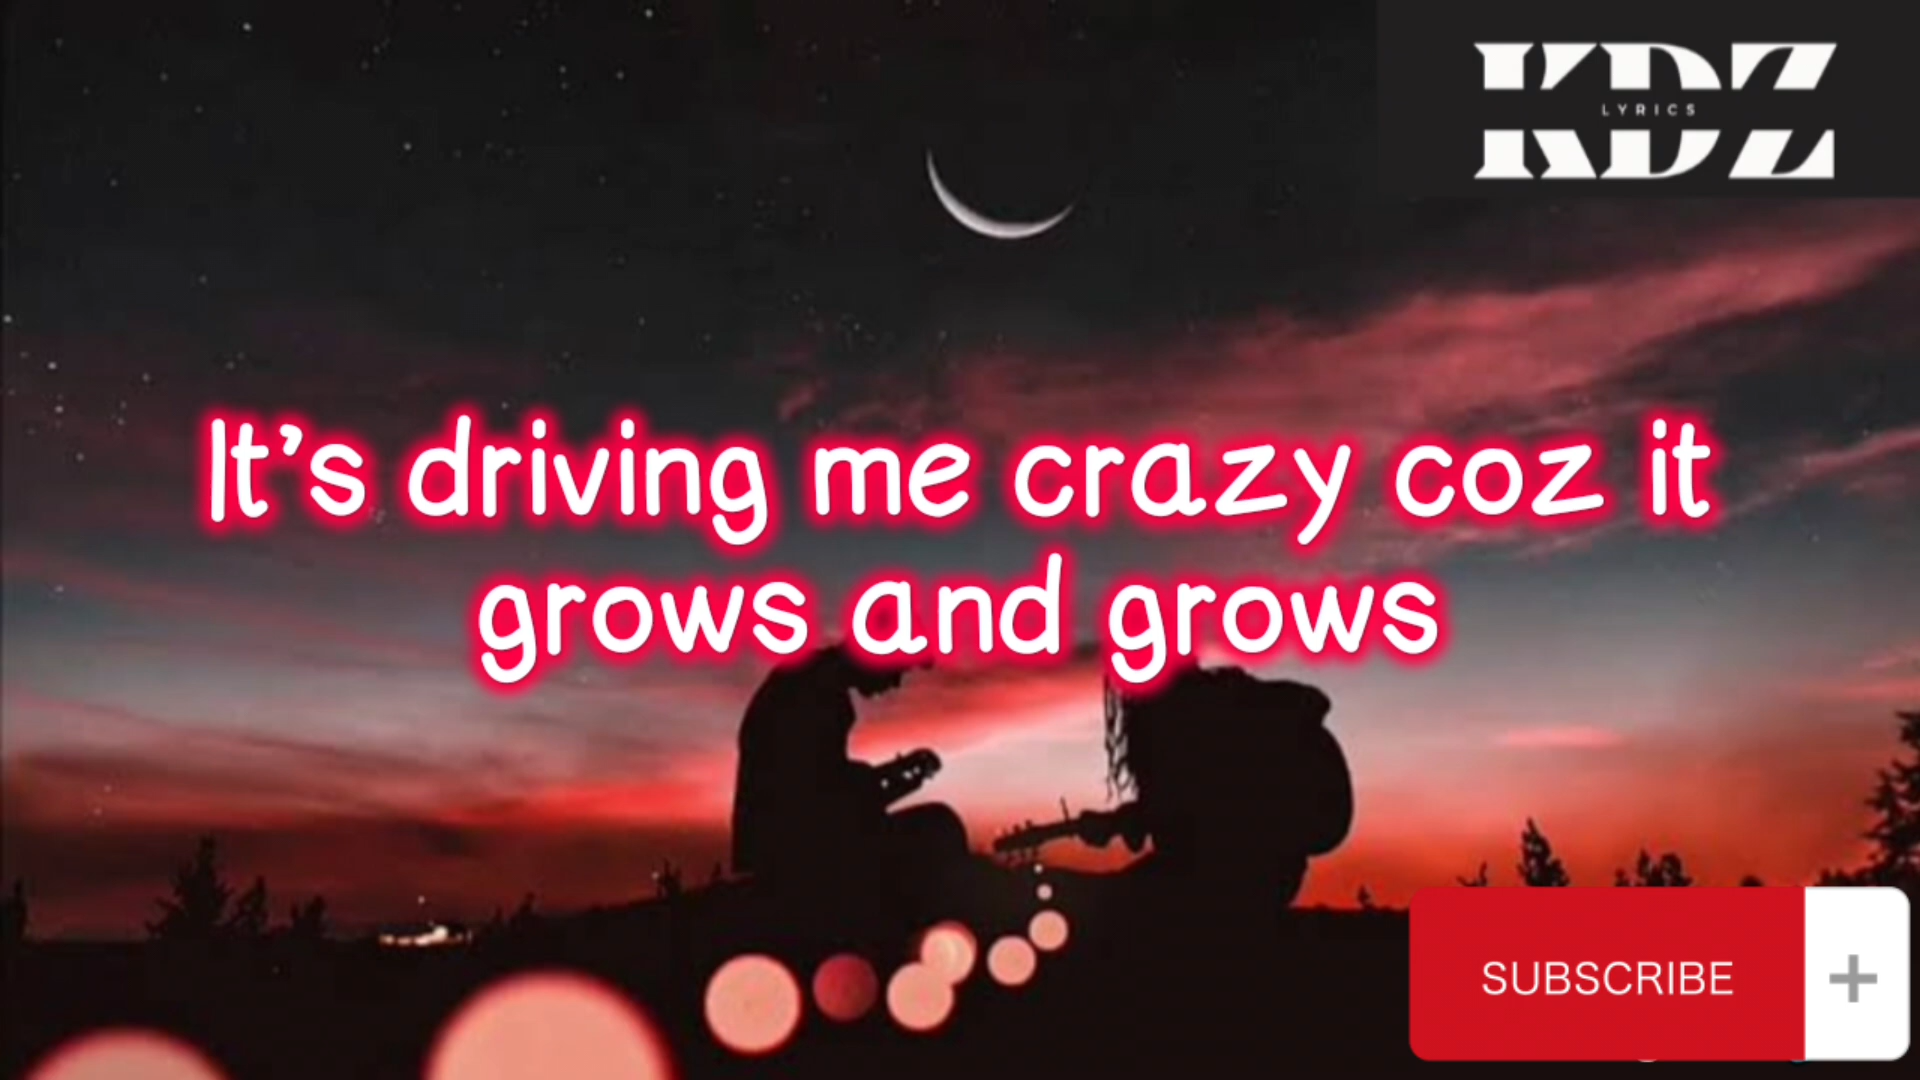 KDZ
LYRICS
It's driving me crazy coz it
grows and grows
SUBSCRIBE